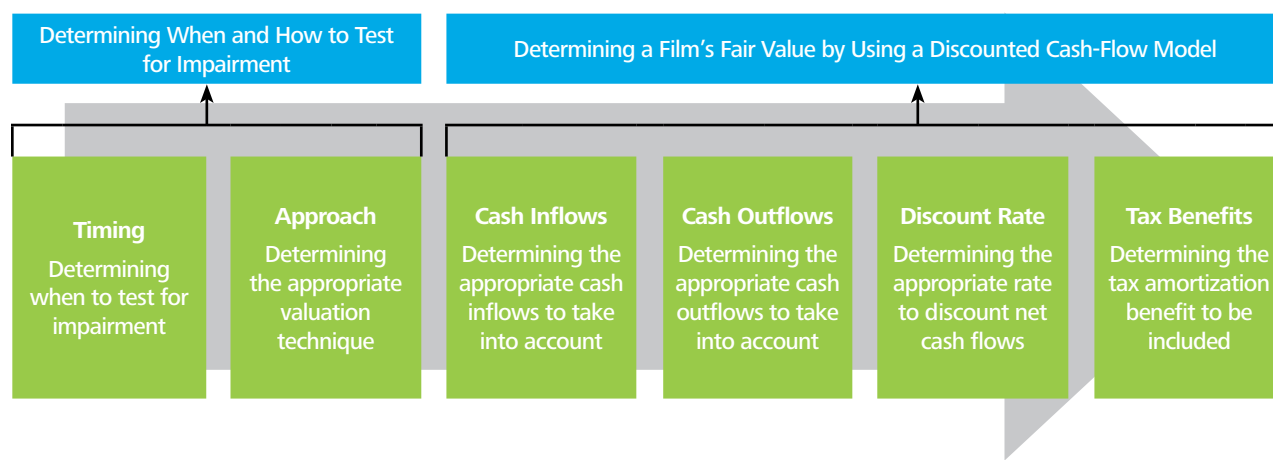 Determining When and How to Test
for Impairment
Determining a Film's Fair Value by Using a Discounted Cash-Flow Model
Timing
Determining
when to test for
impairment
Approach
Determining
the appropriate
valuation
technique
Cash Inflows
Determining the
appropriate cash
inflows to take
into account
Cash Outflows
Determining the
appropriate cash
outflows to take
into account
Discount Rate
Determining the
appropriate rate
to discount net
cash flows
Tax Benefits
Determining the
tax amortization
benefit to be
included